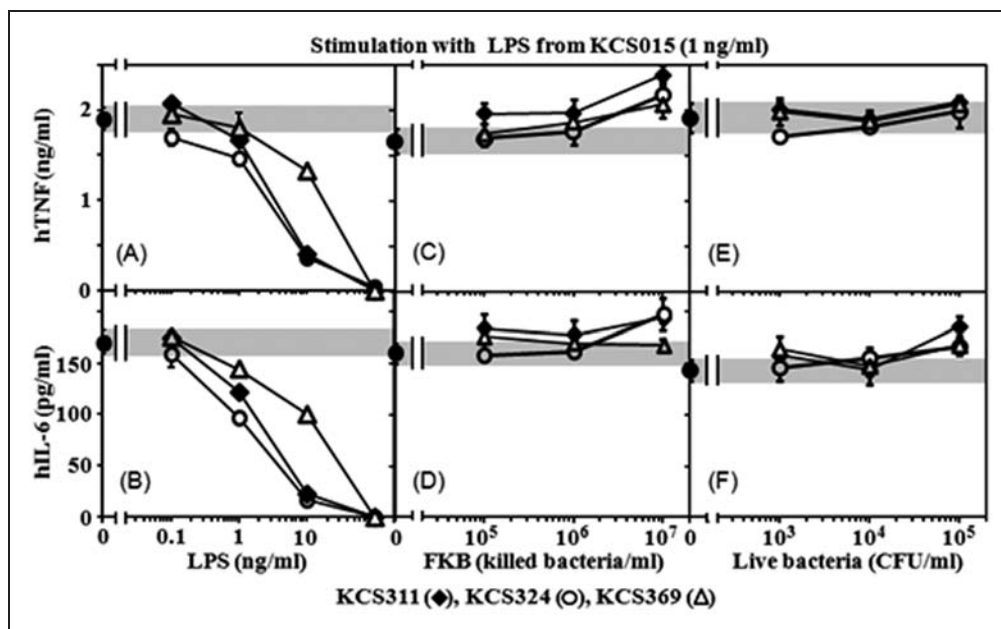 Stimulation with LPS from KCS015 (1 ng/ml)
hTNF (ng/ml)
2
1
0
(A)
(C)
(E)
hIL-6 (pg/ml)
150
100
50
0
(B)
(D)
(F)
0 0.1 1 10 0 10⁵ 10⁶ 10⁷ 0 10³ 10⁴ 10⁵
LPS (ng/ml)
FKB (killed bacteria/ml)
Live bacteria (CFU/ml)
KCS311 (◆), KCS324 (○), KCS369 (△)